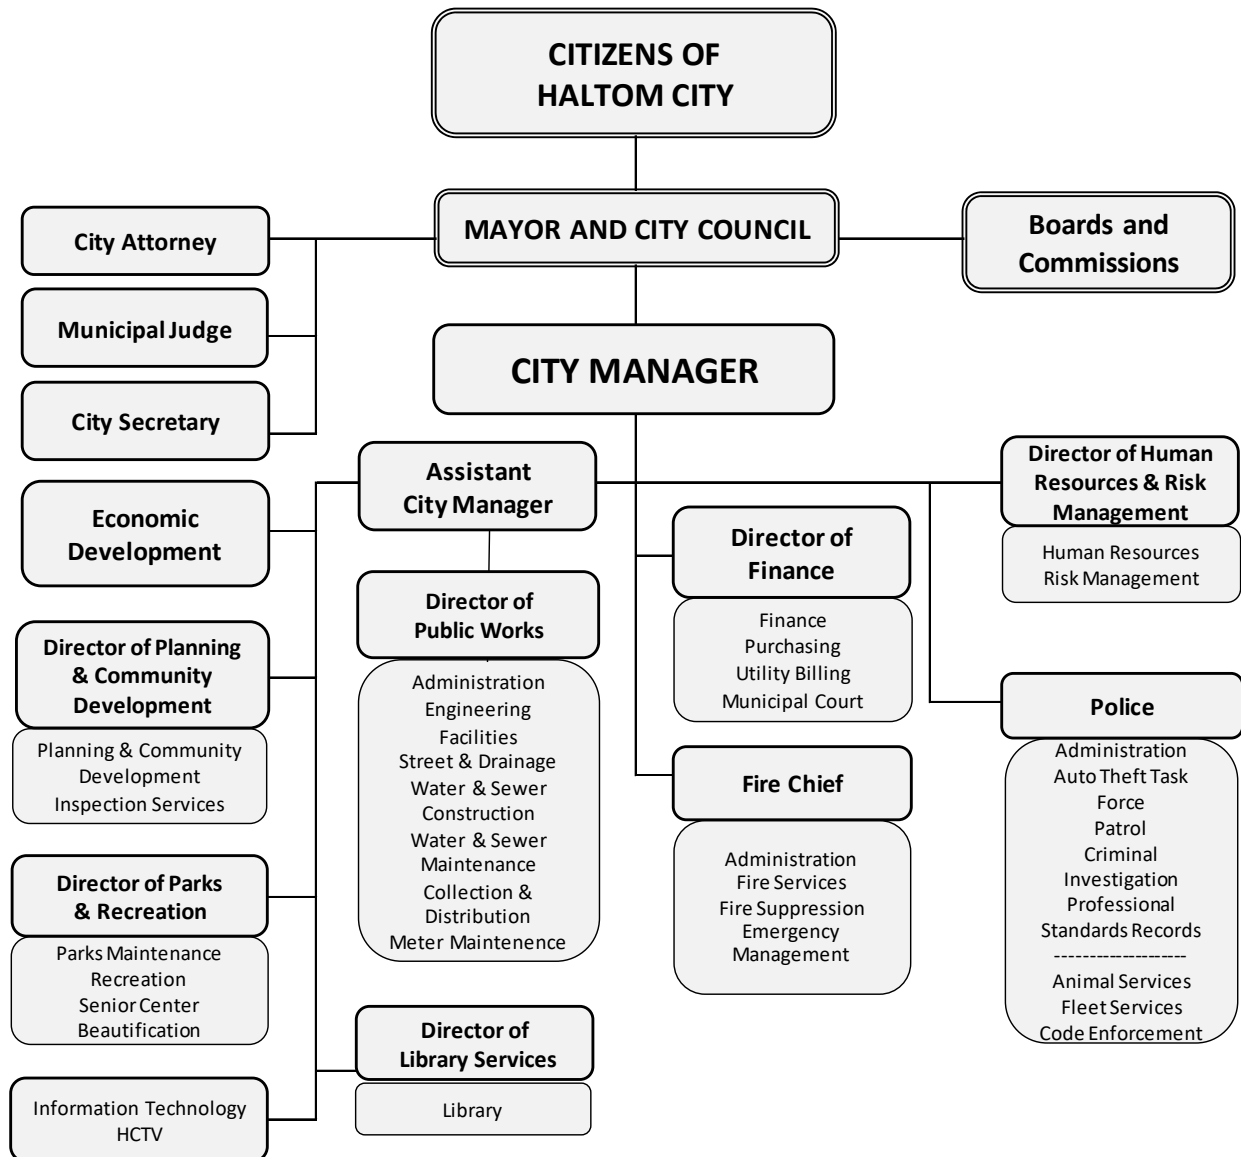 CITIZENS OF
HALTOM CITY
MAYOR AND CITY COUNCIL
Boards and
Commissions
City Attorney
Municipal Judge
City Secretary
CITY MANAGER
Assistant
City Manager
Economic
Development
Director of Planning
& Community
Development
Planning & Community
Development
Inspection Services
Director of Parks
& Recreation
Parks Maintenance
Recreation
Senior Center
Beautification
Information Technology
HCTV
Director of
Public Works
Administration
Engineering
Facilities
Street & Drainage
Water & Sewer
Construction
Water & Sewer
Maintenance
Collection &
Distribution
Meter Maintenence
Director of
Library Services
Library
Director of
Finance
Finance
Purchasing
Utility Billing
Municipal Court
Fire Chief
Administration
Fire Services
Fire Suppression
Emergency
Management
Director of Human
Resources & Risk
Management
Human Resources
Risk Management
Police
Administration
Auto Theft Task
Force
Patrol
Criminal
Investigation
Professional
Standards Records
--------------------
Animal Services
Fleet Services
Code Enforcement